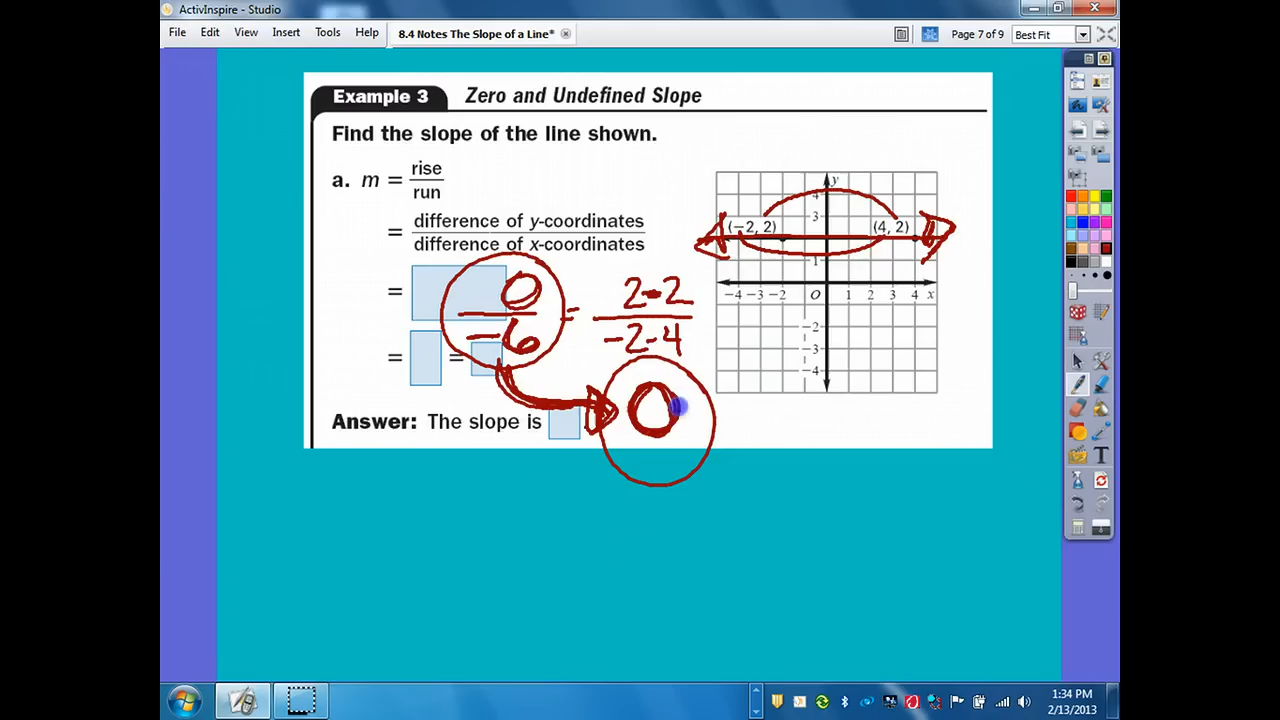 ActivInspire - Studio
File Edit View Insert Tools Help 8.4 Notes The Slope of a Line* Page 7 of 9 Best Fit
Example 3 Zero and Undefined Slope
Find the slope of the line shown.
a. m = rise
run
= difference of y-coordinates
difference of x-coordinates
= 0 = 2-2
-6 -2-4
= =
0
Answer: The slope is .
y
4
3
(−2, 2) (4, 2)
1
−4 −3 −2 O 1 2 3 4 x
−2
−3
−4
T
1:34 PM
2/13/2013